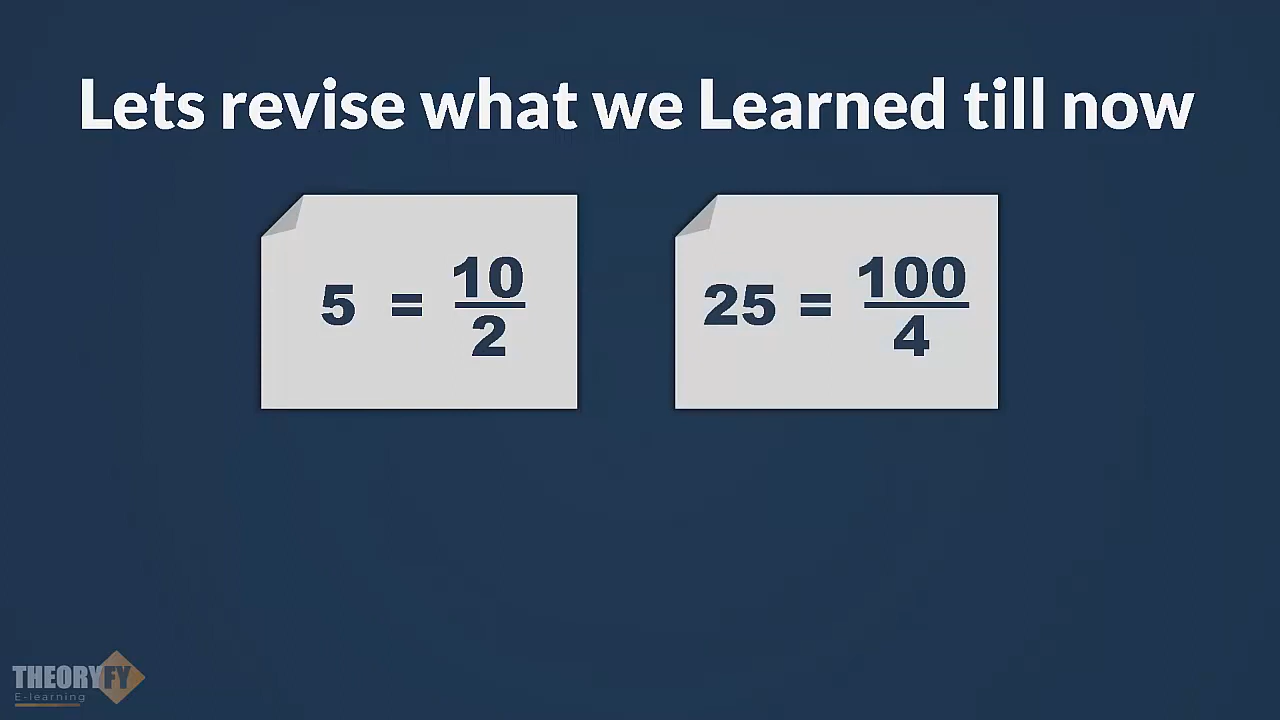 Lets revise what we Learned till now
5 = 10/2
25 = 100/4
THEORYFY
E-learning